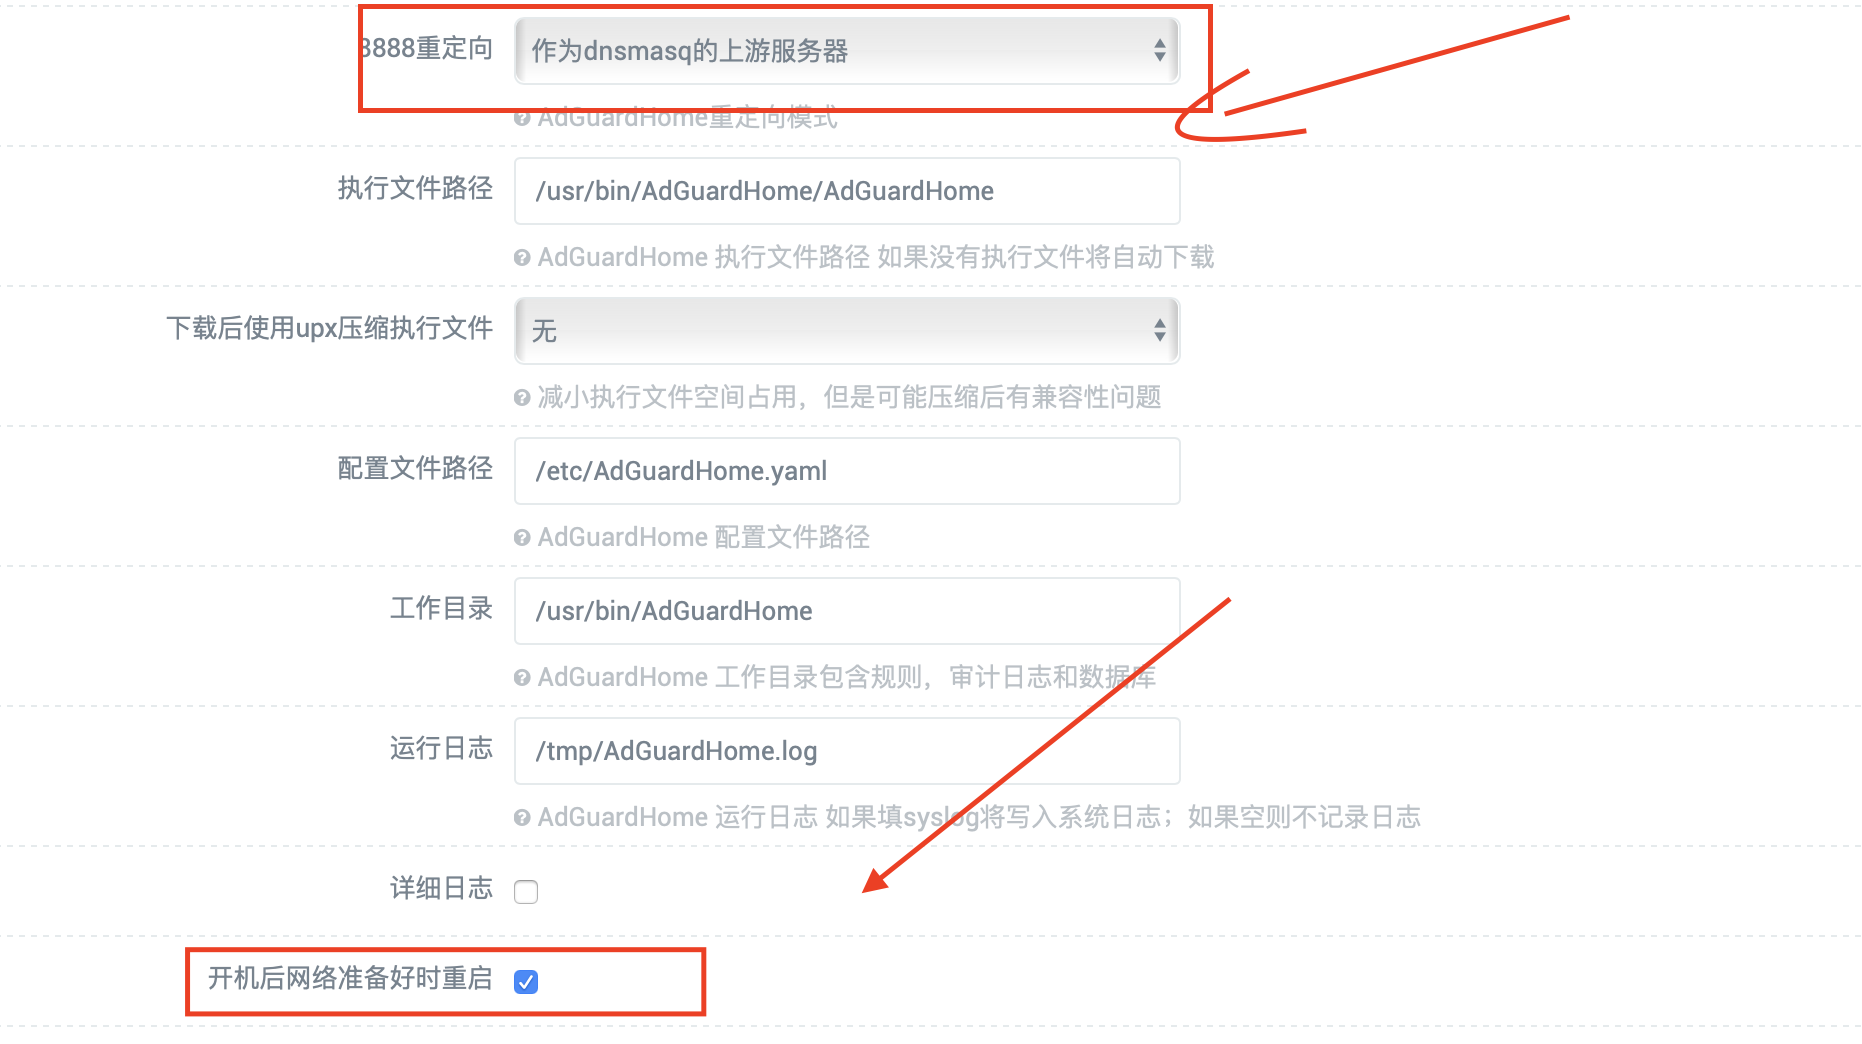 8888重定向
作为dnsmasq的上游服务器
AdGuardHome重定向模式
执行文件路径
/usr/bin/AdGuardHome/AdGuardHome
AdGuardHome 执行文件路径 如果没有执行文件将自动下载
下载后使用upx压缩执行文件
无
减小执行文件空间占用，但是可能压缩后有兼容性问题
配置文件路径
/etc/AdGuardHome.yaml
AdGuardHome 配置文件路径
工作目录
/usr/bin/AdGuardHome
AdGuardHome 工作目录包含规则，审计日志和数据库
运行日志
/tmp/AdGuardHome.log
AdGuardHome 运行日志 如果填syslog将写入系统日志；如果空则不记录日志
详细日志
开机后网络准备好时重启